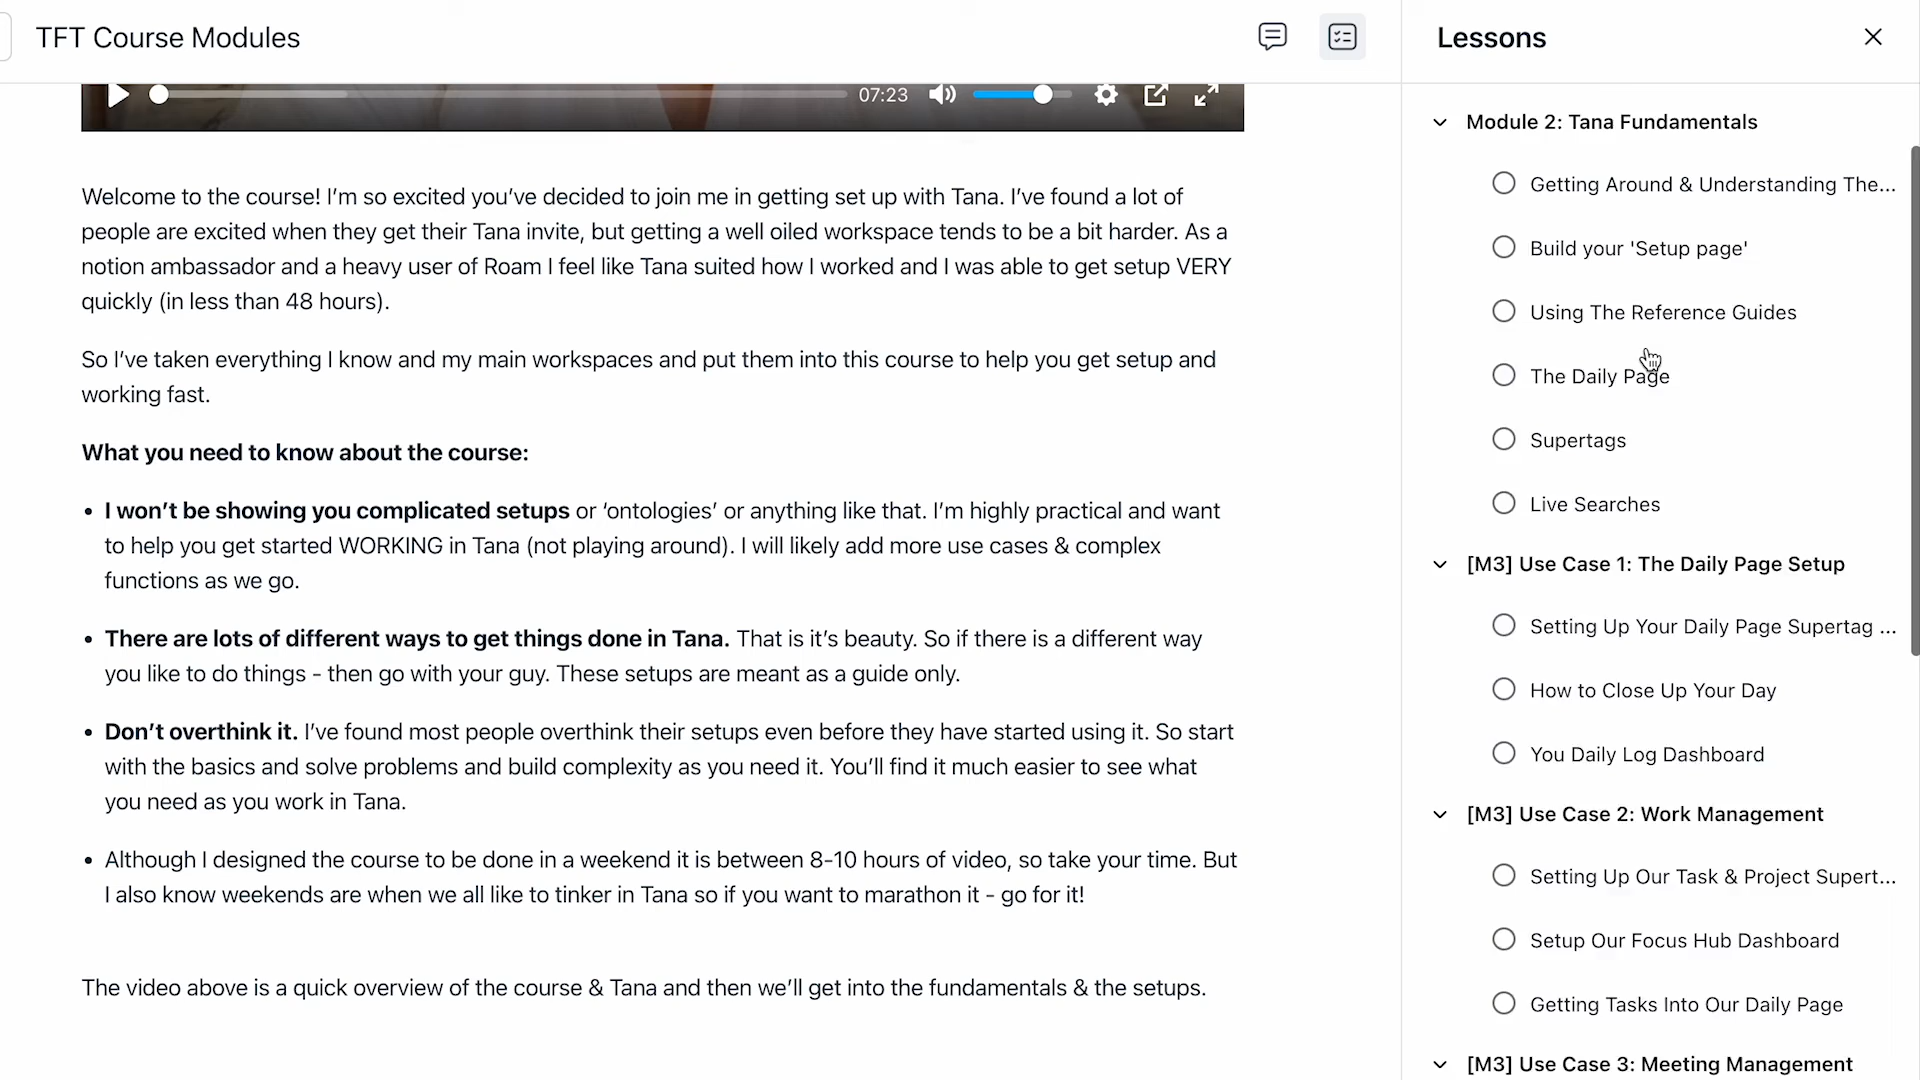 TFT Course Modules
07:23
Welcome to the course! I’m so excited you’ve decided to join me in getting set up with Tana. I’ve found a lot of
people are excited when they get their Tana invite, but getting a well oiled workspace tends to be a bit harder. As a
notion ambassador and a heavy user of Roam I feel like Tana suited how I worked and I was able to get setup VERY
quickly (in less than 48 hours).
So I’ve taken everything I know and my main workspaces and put them into this course to help you get setup and
working fast.
What you need to know about the course:
• I won’t be showing you complicated setups or ‘ontologies’ or anything like that. I’m highly practical and want
to help you get started WORKING in Tana (not playing around). I will likely add more use cases & complex
functions as we go.
• There are lots of different ways to get things done in Tana. That is it’s beauty. So if there is a different way
you like to do things - then go with your guy. These setups are meant as a guide only.
• Don’t overthink it. I’ve found most people overthink their setups even before they have started using it. So start
with the basics and solve problems and build complexity as you need it. You’ll find it much easier to see what
you need as you work in Tana.
• Although I designed the course to be done in a weekend it is between 8-10 hours of video, so take your time. But
I also know weekends are when we all like to tinker in Tana so if you want to marathon it - go for it!
The video above is a quick overview of the course & Tana and then we’ll get into the fundamentals & the setups.
Lessons
Module 2: Tana Fundamentals
Getting Around & Understanding The...
Build your 'Setup page'
Using The Reference Guides
The Daily Page
Supertags
Live Searches
[M3] Use Case 1: The Daily Page Setup
Setting Up Your Daily Page Supertag ...
How to Close Up Your Day
You Daily Log Dashboard
[M3] Use Case 2: Work Management
Setting Up Our Task & Project Supert...
Setup Our Focus Hub Dashboard
Getting Tasks Into Our Daily Page
[M3] Use Case 3: Meeting Management